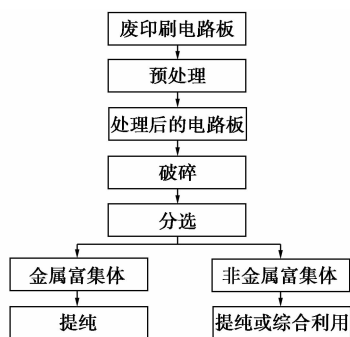 废印刷电路板
预处理
处理后的电路板
破碎
分选
金属富集体
非金属富集体
提纯
提纯或综合利用